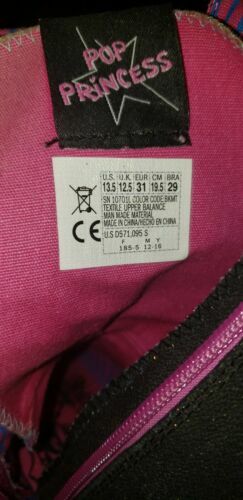 POP
PRINCESS
U.S. U.K. EUR CM BRA
13.5 12.5 31 19.5 29
SN 10701L COLOR CODE:BKMT
TEXTILE UPPER BALANCE
MAN MADE MATERIAL
MADE IN CHINA/HECHO EN CHINA
U.S D571,095 S
F M Y
185-5 12-16
CE